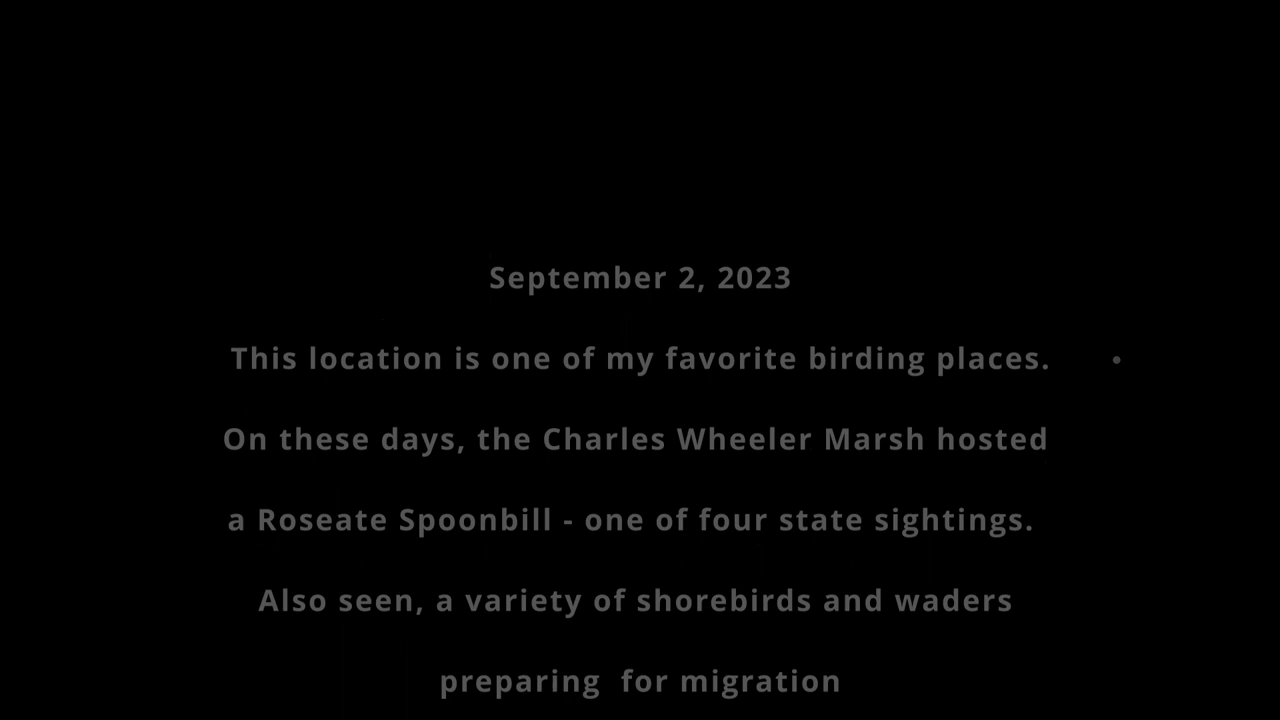 September 2, 2023
This location is one of my favorite birding places. •
On these days, the Charles Wheeler Marsh hosted
a Roseate Spoonbill - one of four state sightings.
Also seen, a variety of shorebirds and waders
preparing  for migration